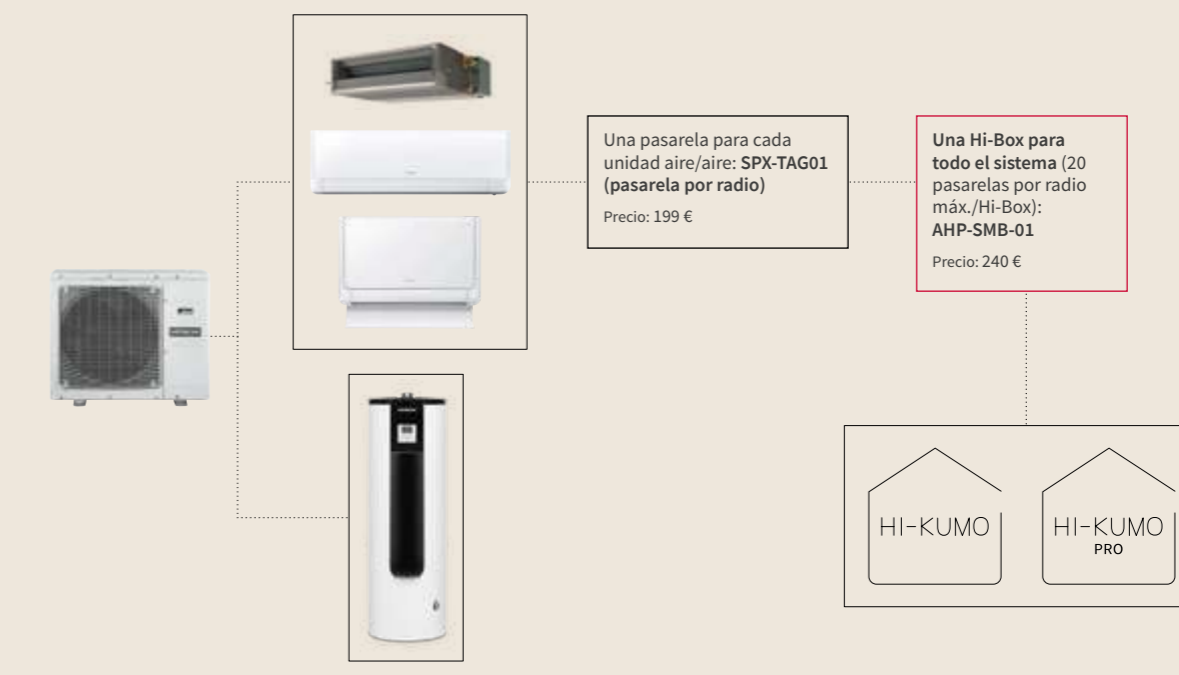 Una pasarela para cada
unidad aire/aire: SPX-TAG01
(pasarela por radio)
Precio: 199 €
Una Hi-Box para
todo el sistema (20
pasarelas por radio
máx./Hi-Box):
AHP-SMB-01
Precio: 240 €
HI-KUMO
HI-KUMO
PRO